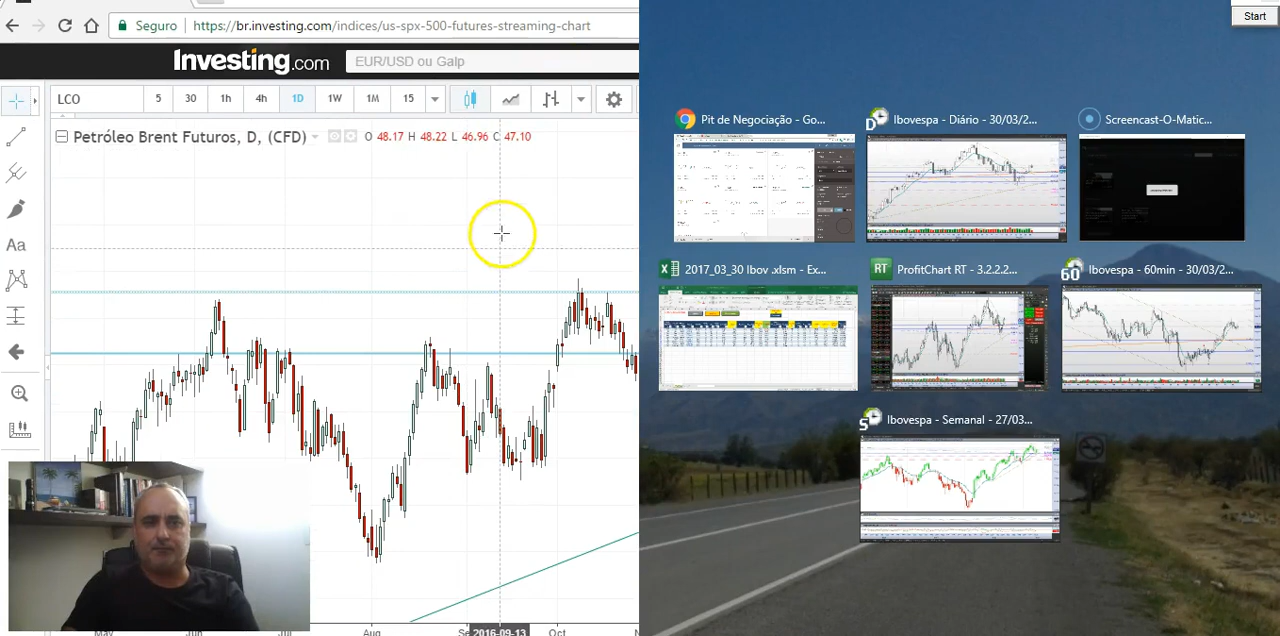 Seguro
https://br.investing.com/indices/us-spx-500-futures-streaming-chart
Start
Investing.com
EUR/USD ou Galp
LCO
5
30
1h
4h
1D
1W
1M
15
Petróleo Brent Futuros, D, (CFD)
O 48.17 H 48.22 L 46.96 C 47.10
Aa
Aug
2016-09-13
Oct
Pit de Negociação - Go...
D
Ibovespa - Diário - 30/03/2...
Screencast-O-Matic...
2017_03_30 Ibov .xlsm - Ex...
RT
ProfitChart RT - 3.2.2.2...
60
Ibovespa - 60min - 30/03/2...
S
Ibovespa - Semanal - 27/03...